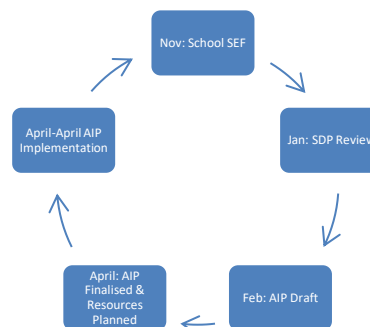 Nov: School SEF
Jan: SDP Review
Feb: AIP Draft
April: AIP
Finalised &
Resources
Planned
April-April AIP
Implementation